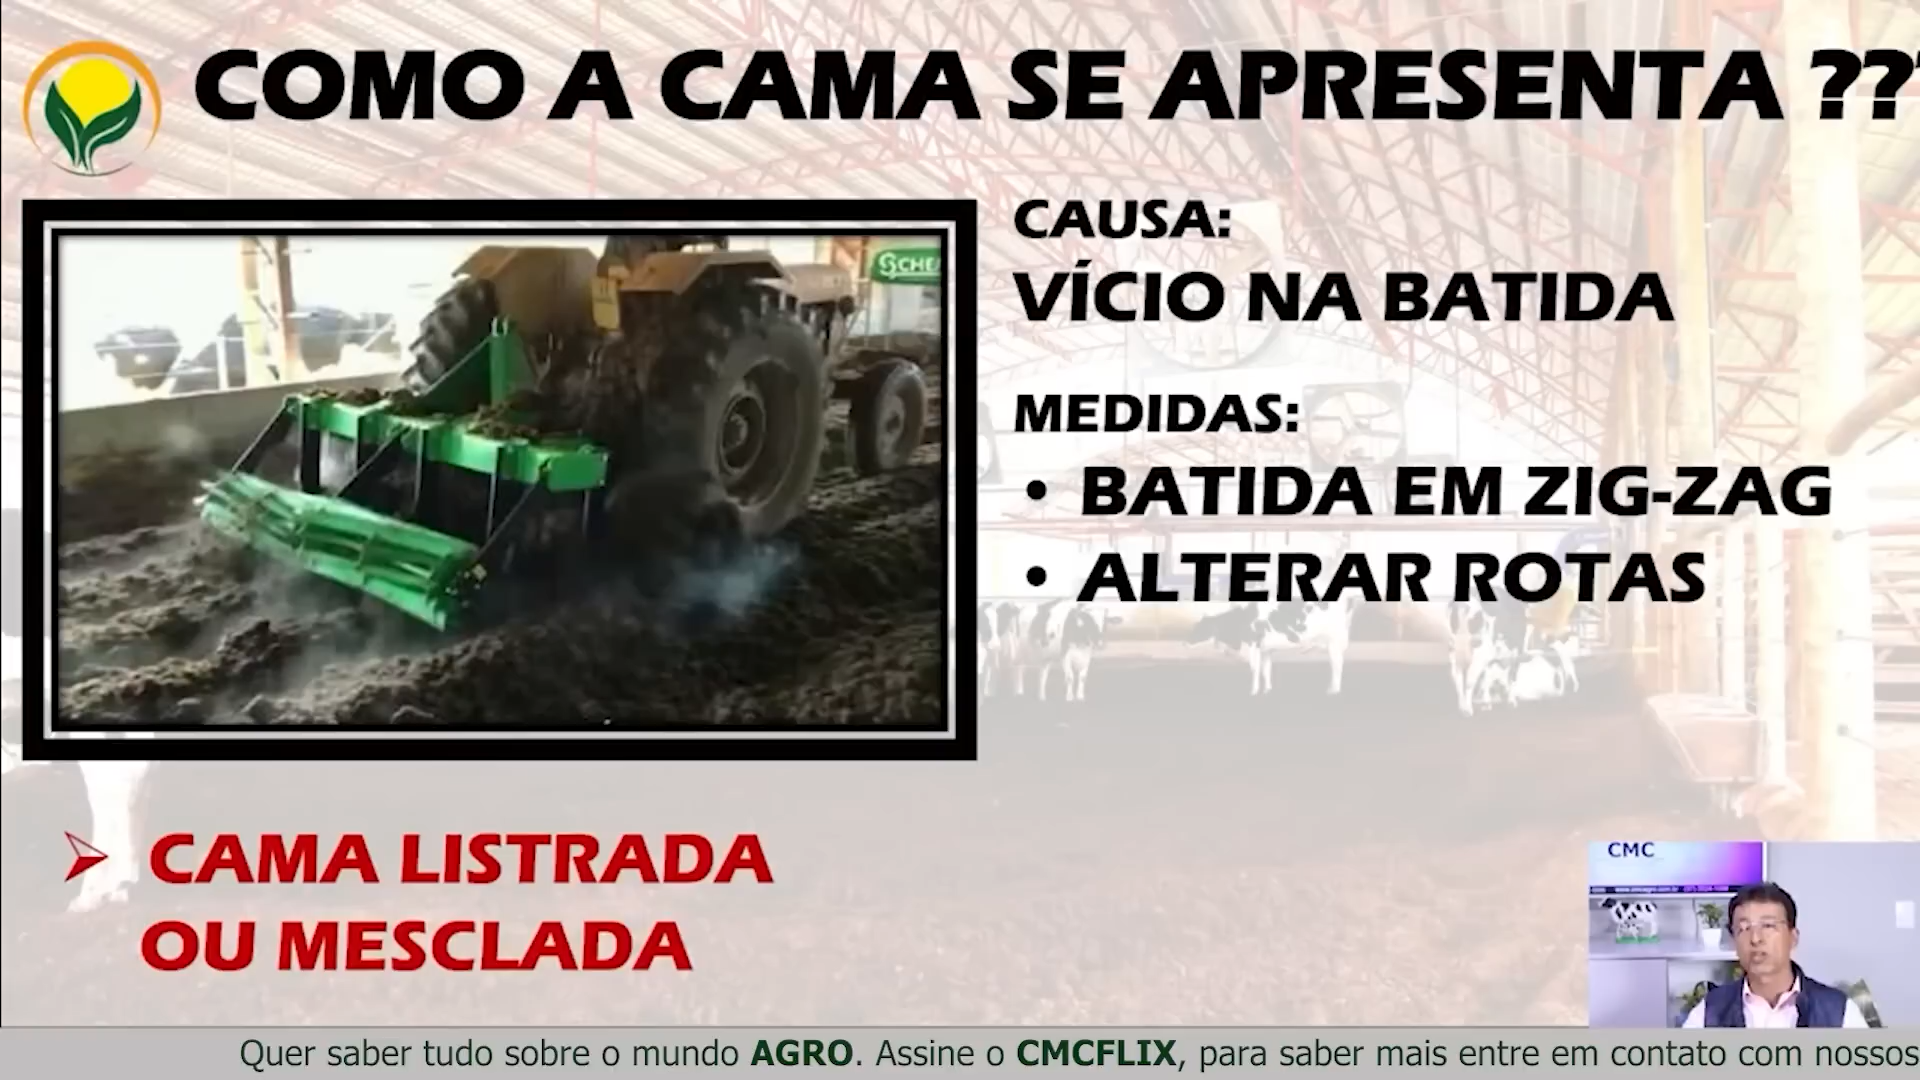 COMO A CAMA SE APRESENTA ???
CAUSA:
VÍCIO NA BATIDA
MEDIDAS:
• BATIDA EM ZIG-ZAG
• ALTERAR ROTAS
CAMA LISTRADA
OU MESCLADA
CMC
Quer saber tudo sobre o mundo AGRO. Assine o CMCFLIX, para saber mais entre em contato com nossos